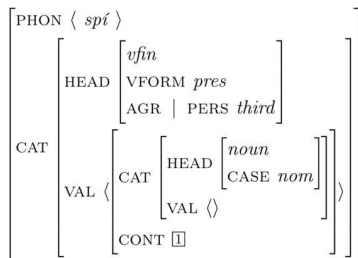 PHON ⟨ spí ⟩
vfin
HEAD VFORM pres
AGR | PERS third
CAT
HEAD noun
CASE nom
CAT
VAL ⟨⟩
VAL ⟨ ⟩
CONT 1